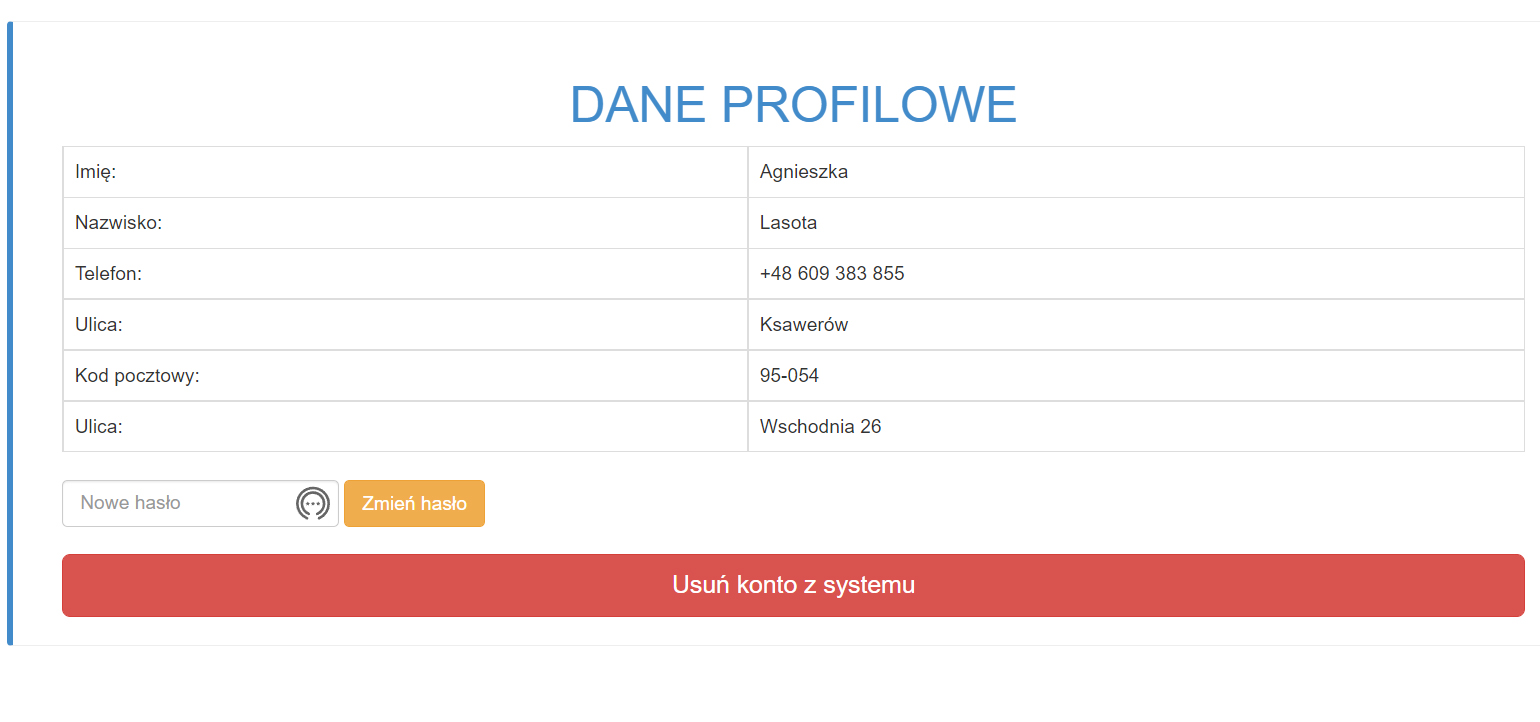 DANE PROFILOWE
Imię: Agnieszka
Nazwisko: Lasota
Telefon: +48 609 383 855
Ulica: Ksawerów
Kod pocztowy: 95-054
Ulica: Wschodnia 26
Nowe hasło Zmień hasło
Usuń konto z systemu